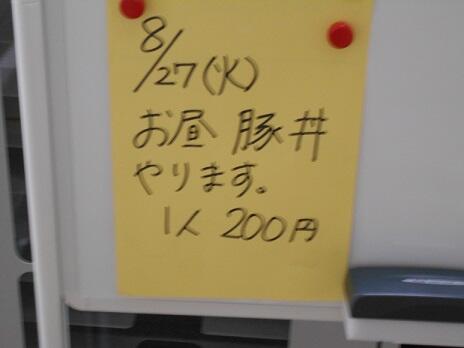 8/27(火)
お昼 豚丼
やります。
1人 200円